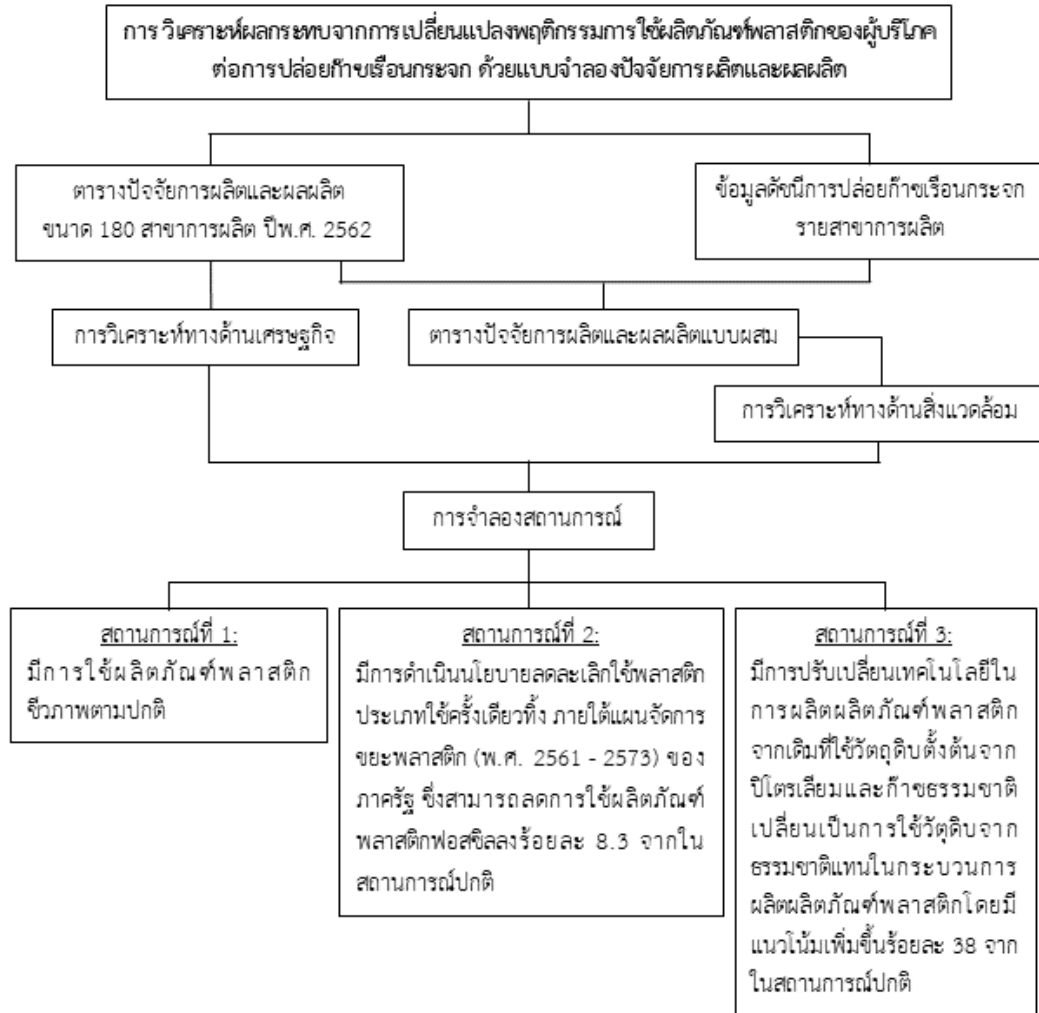 การ วิเคราะห์ผลกระทบจากการเปลี่ยนแปลงพฤติกรรมการใช้ผลิตภัณฑ์พลาสติกของผู้บริโภค
ต่อการปล่อยก๊าซเรือนกระจก ด้วยแบบจำลองปัจจัยการผลิตและผลผลิต
ตารางปัจจัยการผลิตและผลผลิต
ขนาด 180 สาขาการผลิต ปีพ.ศ. 2562
ข้อมูลดัชนีการปล่อยก๊าซเรือนกระจก
รายสาขาการผลิต
การวิเคราะห์ทางด้านเศรษฐกิจ
ตารางปัจจัยการผลิตและผลผลิตแบบผสม
การวิเคราะห์ทางด้านสิ่งแวดล้อม
การจำลองสถานการณ์
สถานการณ์ที่ 1:
มีการใช้ผลิตภัณฑ์พลาสติก
ชีวภาพตามปกติ
สถานการณ์ที่ 2:
มีการดำเนินนโยบายลดละเลิกใช้พลาสติก
ประเภทใช้ครั้งเดียวทิ้ง ภายใต้แผนจัดการ
ขยะพลาสติก (พ.ศ. 2561 - 2573) ของ
ภาครัฐ ซึ่งสามารถลดการใช้ผลิตภัณฑ์
พลาสติกฟอสซิลลงร้อยละ 8.3 จากใน
สถานการณ์ปกติ
สถานการณ์ที่ 3:
มีการปรับเปลี่ยนเทคโนโลยีใน
การผลิตผลิตภัณฑ์พลาสติก
จากเดิมที่ใช้วัตถุดิบตั้งต้นจาก
ปิโตรเลียมและก๊าซธรรมชาติ
เปลี่ยนเป็นการใช้วัตุดิบจาก
ธรรมชาติแทนในกระบวนการ
ผลิตผลิตภัณฑ์พลาสติกโดยมี
แนวโน้มเพิ่มขึ้นร้อยละ 38 จาก
ในสถานการณ์ปกติ